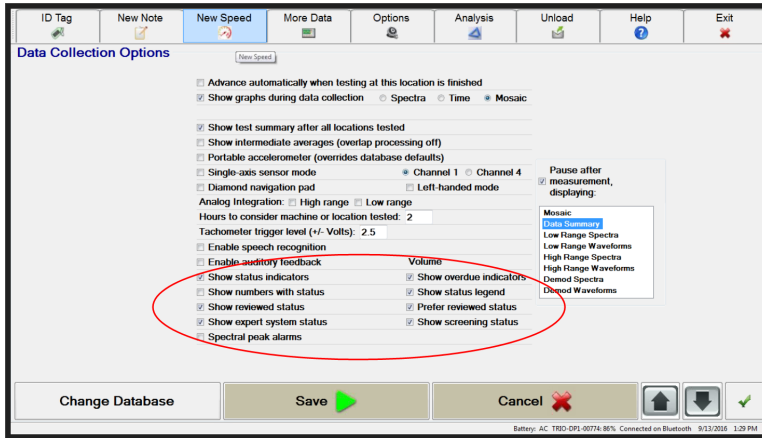 ID Tag New Note New Speed More Data Options Analysis Unload Help Exit
Data Collection Options
New Speed
Advance automatically when testing at this location is finished
Show graphs during data collection Spectra Time Mosaic
Show test summary after all locations tested
Show intermediate averages (overlap processing off)
Portable accelerometer (overrides database defaults)
Single-axis sensor mode Channel 1 Channel 4
Diamond navigation pad Left-handed mode
Analog Integration: High range Low range
Hours to consider machine or location tested: 2
Tachometer trigger level (+/- Volts): 2.5
Enable speech recognition
Enable auditory feedback Volume
Show status indicators Show overdue indicators
Show numbers with status Show status legend
Show reviewed status Prefer reviewed status
Show expert system status Show screening status
Spectral peak alarms
Pause after
measurement,
displaying:
Mosaic
Data Summary
Low Range Spectra
Low Range Waveforms
High Range Spectra
High Range Waveforms
Demod Spectra
Demod Waveforms
Change Database Save Cancel
Battery: AC TRIO-DP1-00774: 86% Connected on Bluetooth 9/13/2016 1:29 PM